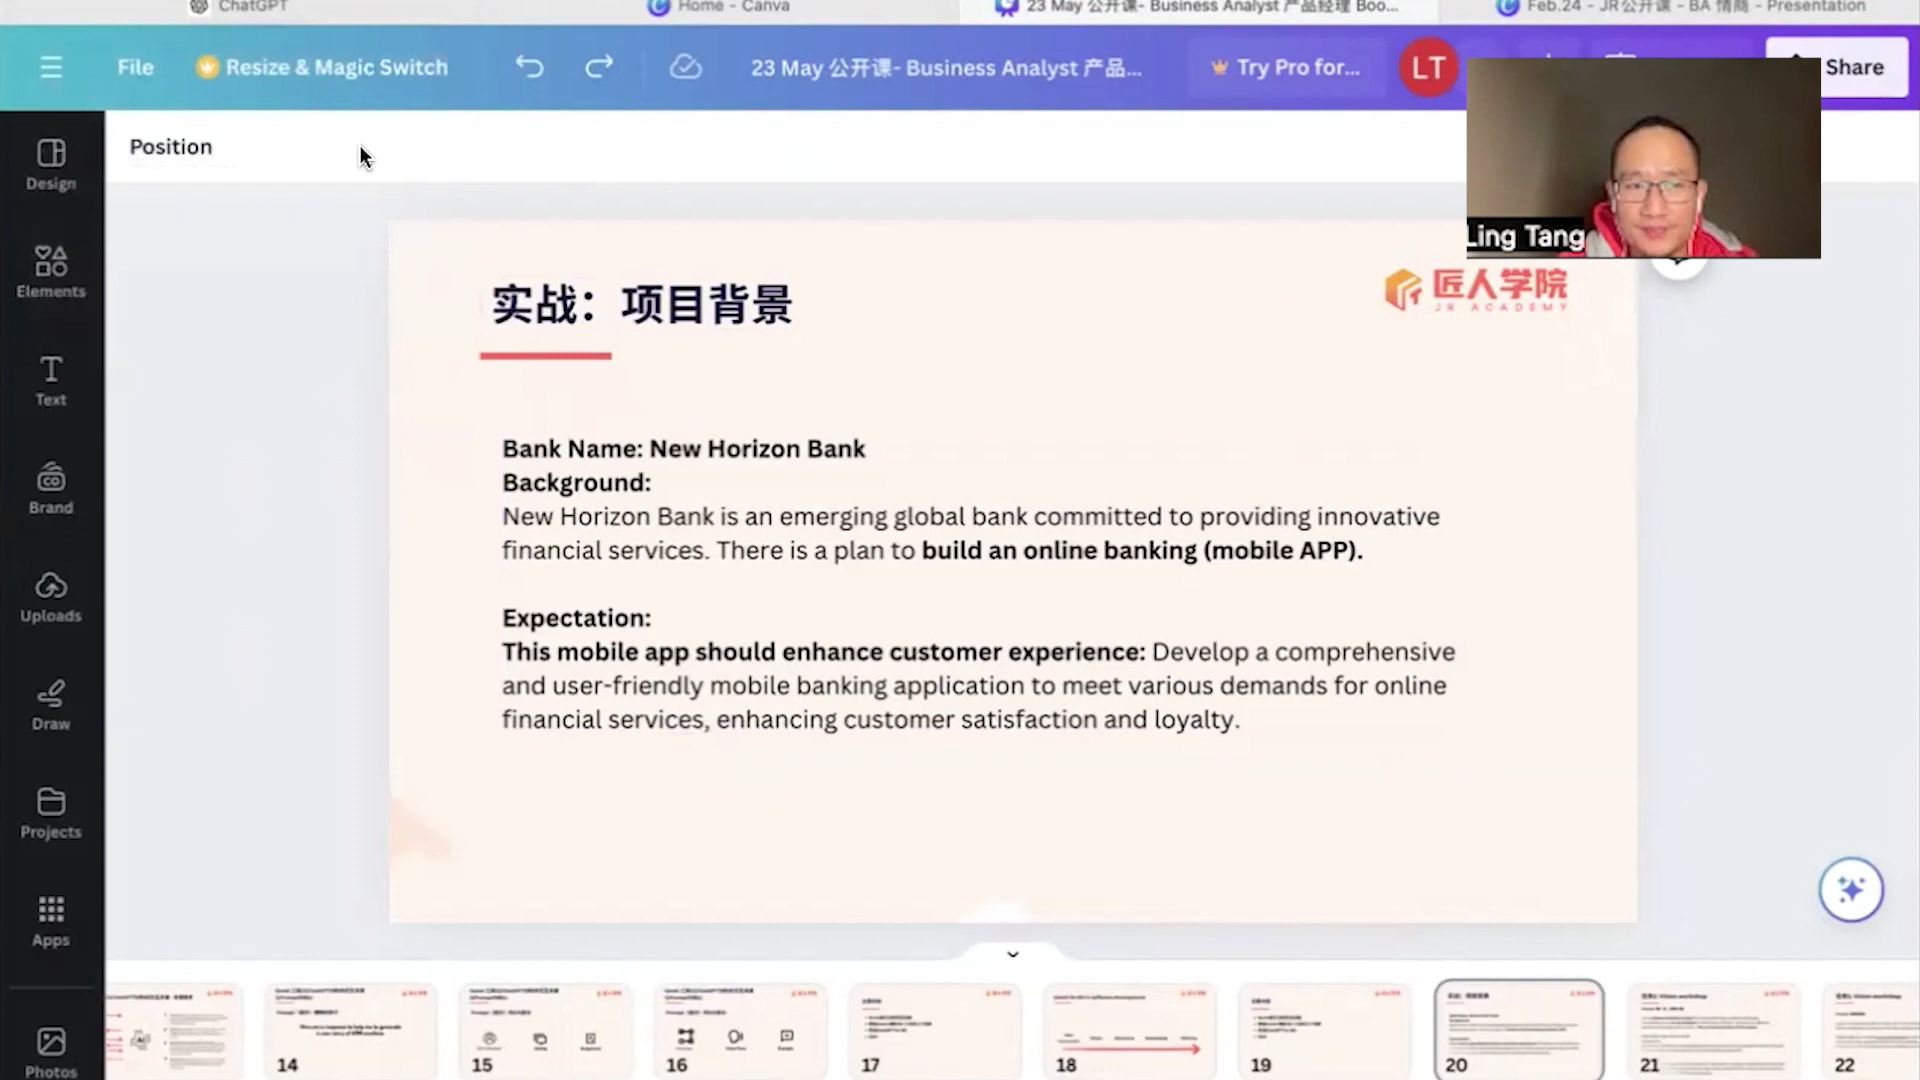 ChatGPT
Home - Canva
23 May 公开课- Business Analyst 产品经理 Boo...
Feb.24 - JR公开课 - BA 情商 - Presentation
File
Resize & Magic Switch
23 May 公开课- Business Analyst 产品...
Try Pro for...
LT
Share
Position
Ling Tang
Design
Elements
Text
Brand
Uploads
Draw
Projects
Apps
Photos
实战：项目背景
匠人学院
JR ACADEMY
Bank Name: New Horizon Bank
Background:
New Horizon Bank is an emerging global bank committed to providing innovative
financial services. There is a plan to build an online banking (mobile APP).
Expectation:
This mobile app should enhance customer experience: Develop a comprehensive
and user-friendly mobile banking application to meet various demands for online
financial services, enhancing customer satisfaction and loyalty.
14
15
16
17
18
19
20
21
22